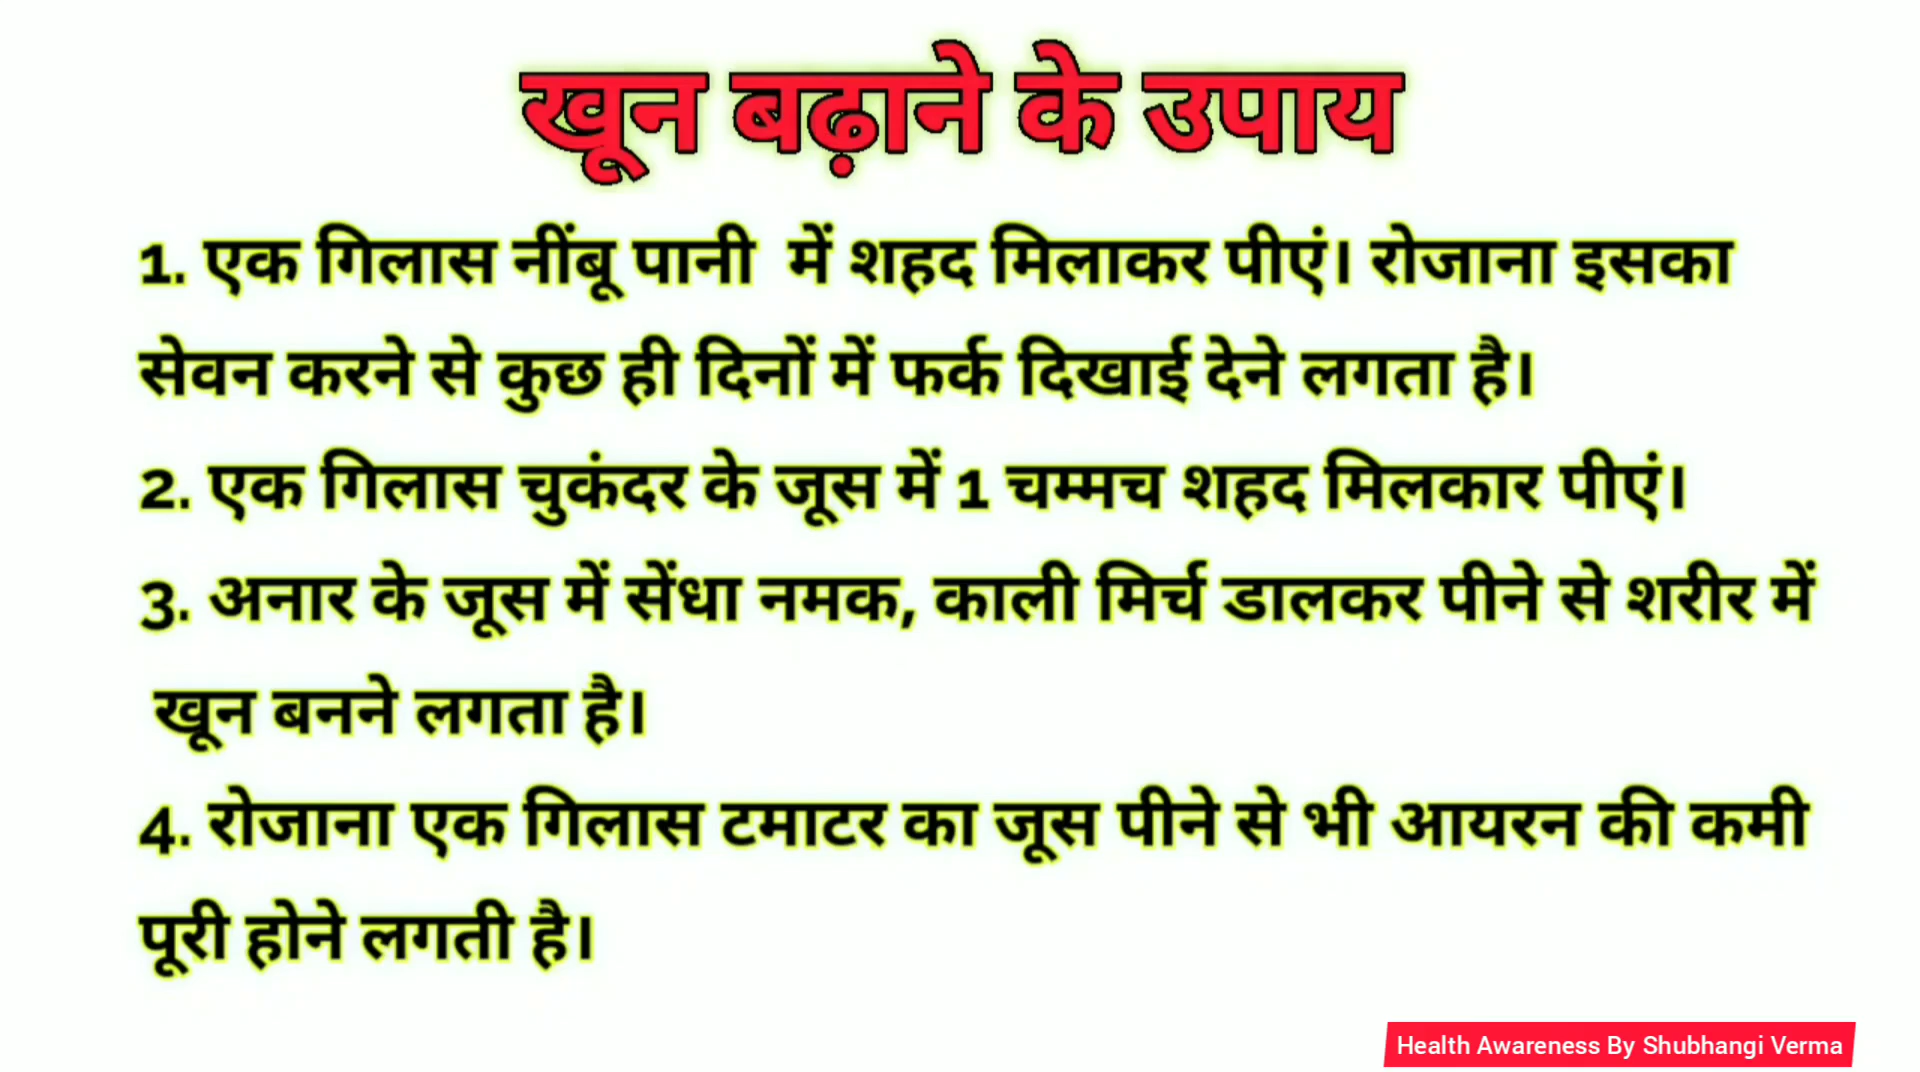 खून बढ़ाने के उपाय
1. एक गिलास नींबू पानी में शहद मिलाकर पीएं। रोजाना इसका
सेवन करने से कुछ ही दिनों में फर्क दिखाई देने लगता है।
2. एक गिलास चुकंदर के जूस में 1 चम्मच शहद मिलकार पीएं।
3. अनार के जूस में सेंधा नमक, काली मिर्च डालकर पीने से शरीर में
खून बनने लगता है।
4. रोजाना एक गिलास टमाटर का जूस पीने से भी आयरन की कमी
पूरी होने लगती है।
Health Awareness By Shubhangi Verma